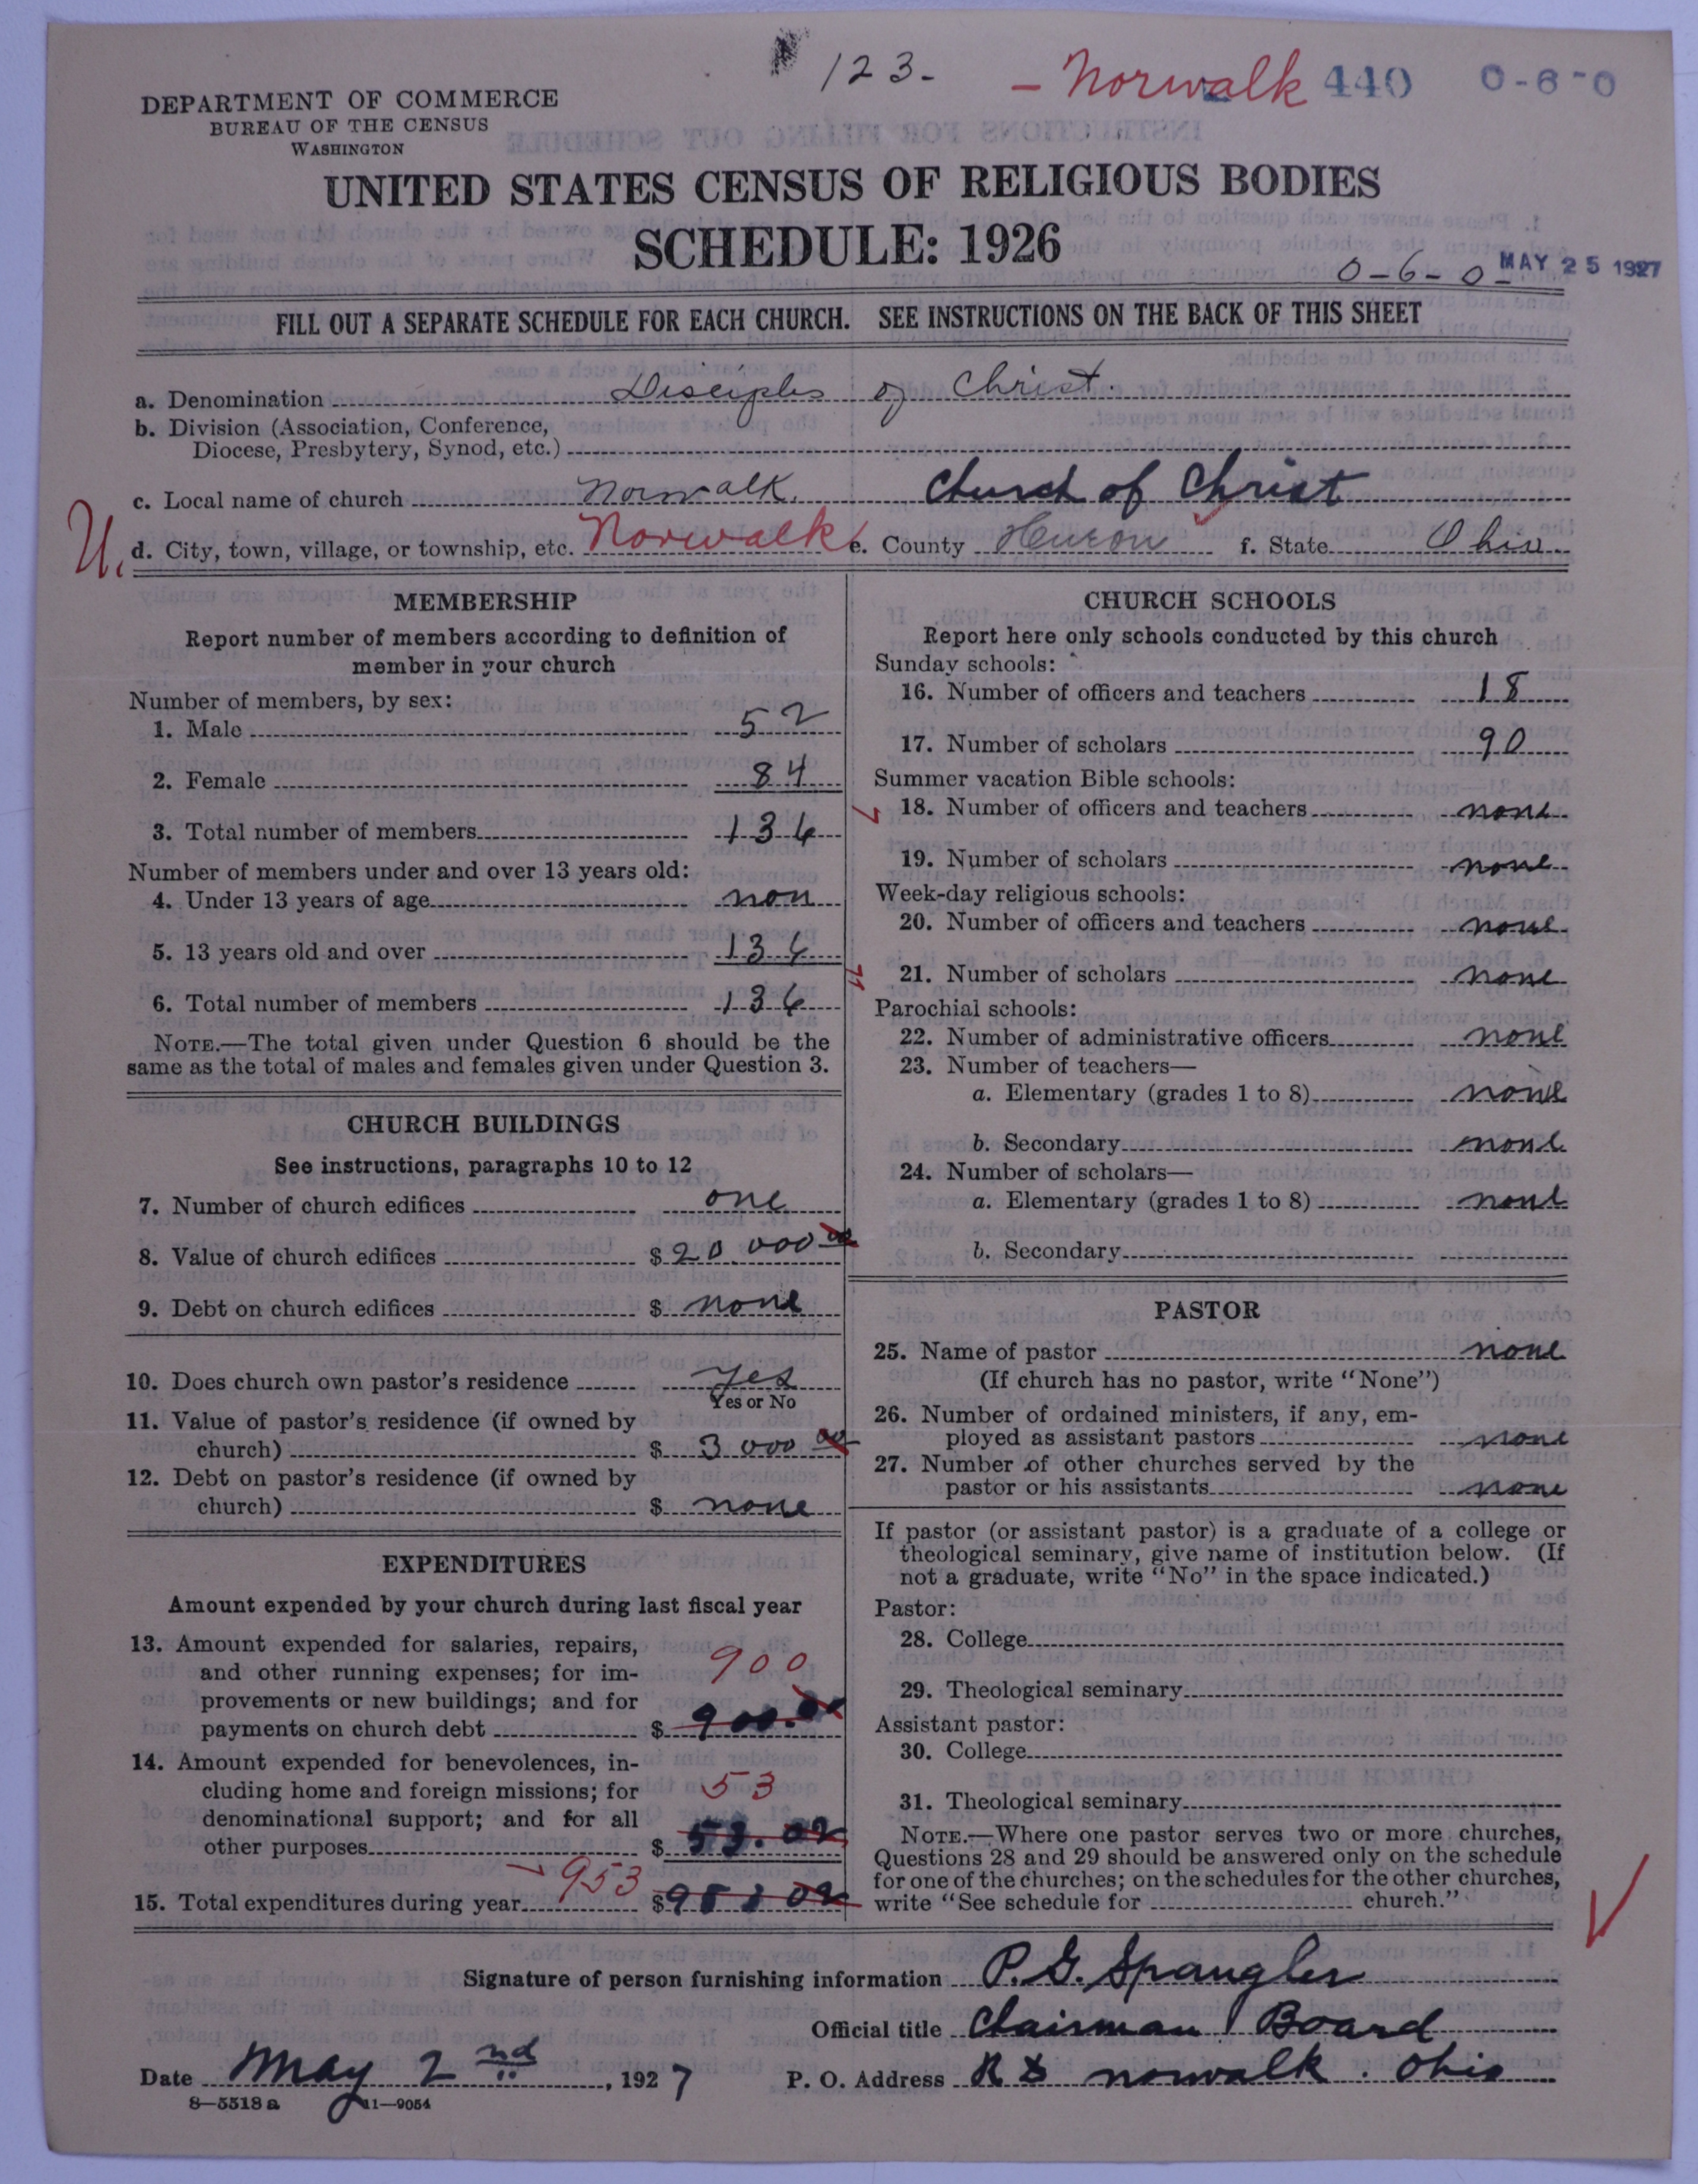 123-
- Norwalk 440 0-6-0
DEPARTMENT OF COMMERCE
BUREAU OF THE CENSUS
WASHINGTON
UNITED STATES CENSUS OF RELIGIOUS BODIES
SCHEDULE: 1926
0-6-0- MAY 25 1927
FILL OUT A SEPARATE SCHEDULE FOR EACH CHURCH. SEE INSTRUCTIONS ON THE BACK OF THIS SHEET
a. Denomination Disciples of Christ.
b. Division (Association, Conference,
Diocese, Presbytery, Synod, etc.)
c. Local name of church Norwalk. Church of Christ
U. d. City, town, village, or township, etc. Norwalk e. County Huron f. State Ohio
MEMBERSHIP
Report number of members according to definition of
member in your church
Number of members, by sex:
1. Male 52
2. Female 84
3. Total number of members 136
Number of members under and over 13 years old:
4. Under 13 years of age non
5. 13 years old and over 136
6. Total number of members 136
NOTE.—The total given under Question 6 should be the
same as the total of males and females given under Question 3.
CHURCH BUILDINGS
See instructions, paragraphs 10 to 12
7. Number of church edifices one
8. Value of church edifices $ 20 000 00
9. Debt on church edifices $ none
10. Does church own pastor's residence yes
Yes or No
11. Value of pastor's residence (if owned by
church) $ 3 000 00
12. Debt on pastor's residence (if owned by
church) $ none
EXPENDITURES
Amount expended by your church during last fiscal year
13. Amount expended for salaries, repairs,
and other running expenses; for im-
900
provements or new buildings; and for
payments on church debt $ 900.00
14. Amount expended for benevolences, in-
cluding home and foreign missions; for
53
denominational support; and for all
other purposes $ 53.02
953
15. Total expenditures during year $ 953 02
CHURCH SCHOOLS
Report here only schools conducted by this church
Sunday schools:
16. Number of officers and teachers 18
17. Number of scholars 90
Summer vacation Bible schools:
18. Number of officers and teachers none
19. Number of scholars none
Week-day religious schools:
20. Number of officers and teachers none
21. Number of scholars none
Parochial schools:
22. Number of administrative officers none
23. Number of teachers—
a. Elementary (grades 1 to 8) none
b. Secondary none
24. Number of scholars—
a. Elementary (grades 1 to 8) none
b. Secondary
PASTOR
25. Name of pastor none
(If church has no pastor, write "None")
26. Number of ordained ministers, if any, em-
ployed as assistant pastors none
27. Number of other churches served by the
pastor or his assistants none
If pastor (or assistant pastor) is a graduate of a college or
theological seminary, give name of institution below. (If
not a graduate, write "No" in the space indicated.)
Pastor:
28. College
29. Theological seminary
Assistant pastor:
30. College
31. Theological seminary
NOTE.—Where one pastor serves two or more churches,
Questions 28 and 29 should be answered only on the schedule
for one of the churches; on the schedules for the other churches,
write "See schedule for church."
Signature of person furnishing information P. G. Spangler
Official title Chairman Board
Date May 2nd, 1927 P. O. Address Norwalk. Ohio
8—5518 a 11—9054